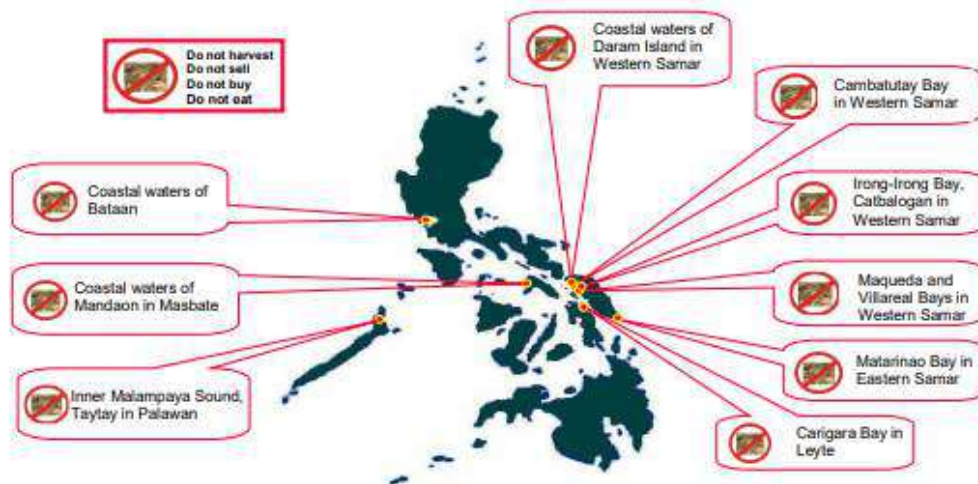 Do not harvest
Do not sell
Do not buy
Do not eat
Coastal waters of
Daram Island in
Western Samar
Cambatutay Bay
in Western Samar
Coastal waters of
Bataan
Irong-Irong Bay,
Catbalogan in
Western Samar
Coastal waters of
Mandaon in Masbate
Maqueda and
Villareal Bays in
Western Samar
Inner Malampaya Sound,
Taytay in Palawan
Matarinao Bay in
Eastern Samar
Carigara Bay in
Leyte